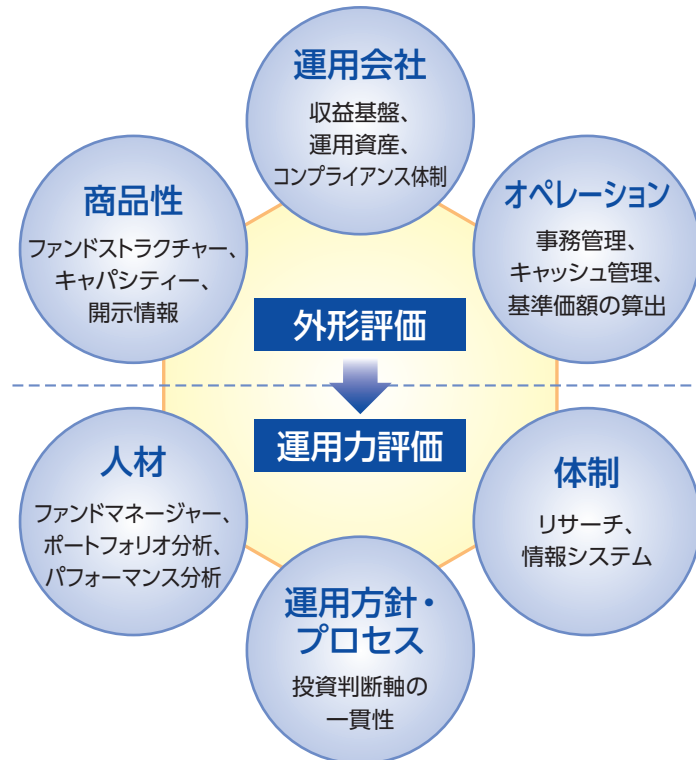 運用会社
収益基盤、
運用資産、
コンプライアンス体制
商品性
ファンドストラクチャー、
キャパシティー、
開示情報
オペレーション
事務管理、
キャッシュ管理、
基準価額の算出
外形評価
運用力評価
人材
ファンドマネージャー、
ポートフォリオ分析、
パフォーマンス分析
体制
リサーチ、
情報システム
運用方針・
プロセス
投資判断軸の
一貫性